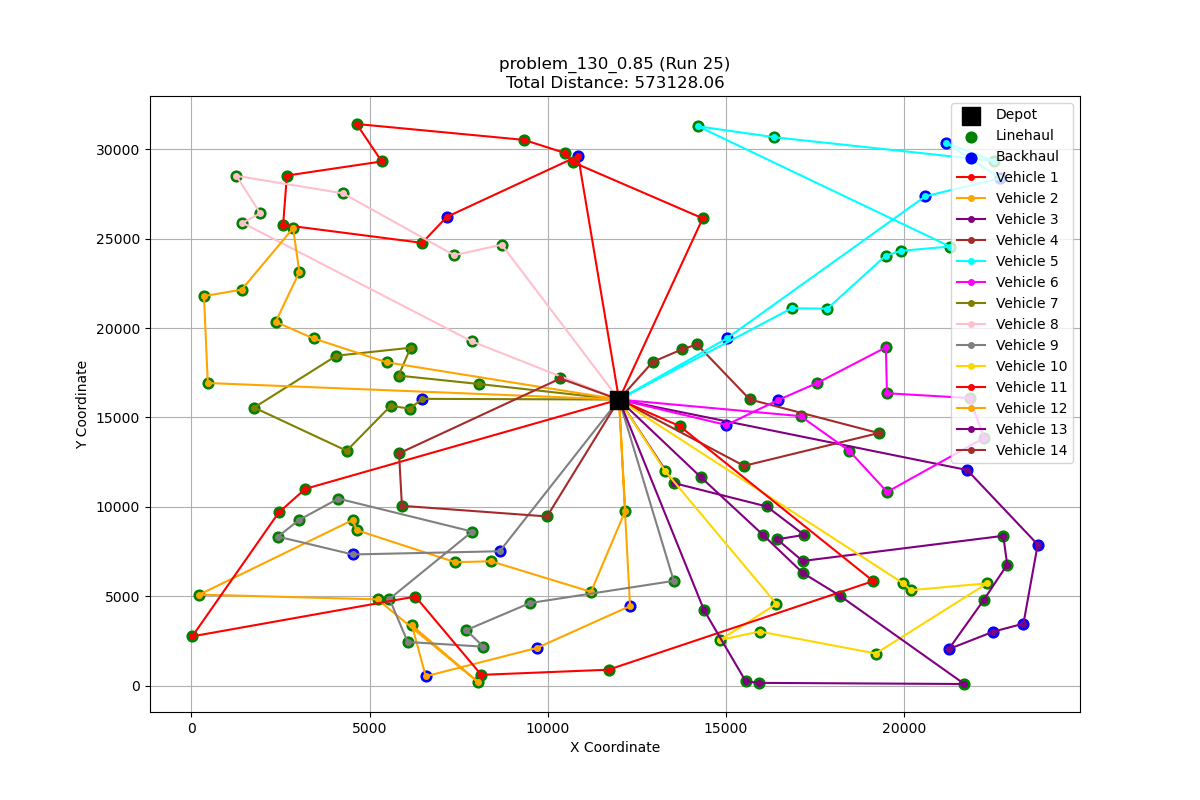 problem_130_0.85 (Run 25)
Total Distance: 573128.06
Depot
Linehaul
Backhaul
Vehicle 1
Vehicle 2
Vehicle 3
Vehicle 4
Vehicle 5
Vehicle 6
Vehicle 7
Vehicle 8
Vehicle 9
Vehicle 10
Vehicle 11
Vehicle 12
Vehicle 13
Vehicle 14
30000
25000
20000
15000
10000
5000
0
Y Coordinate
0 5000 10000 15000 20000
X Coordinate